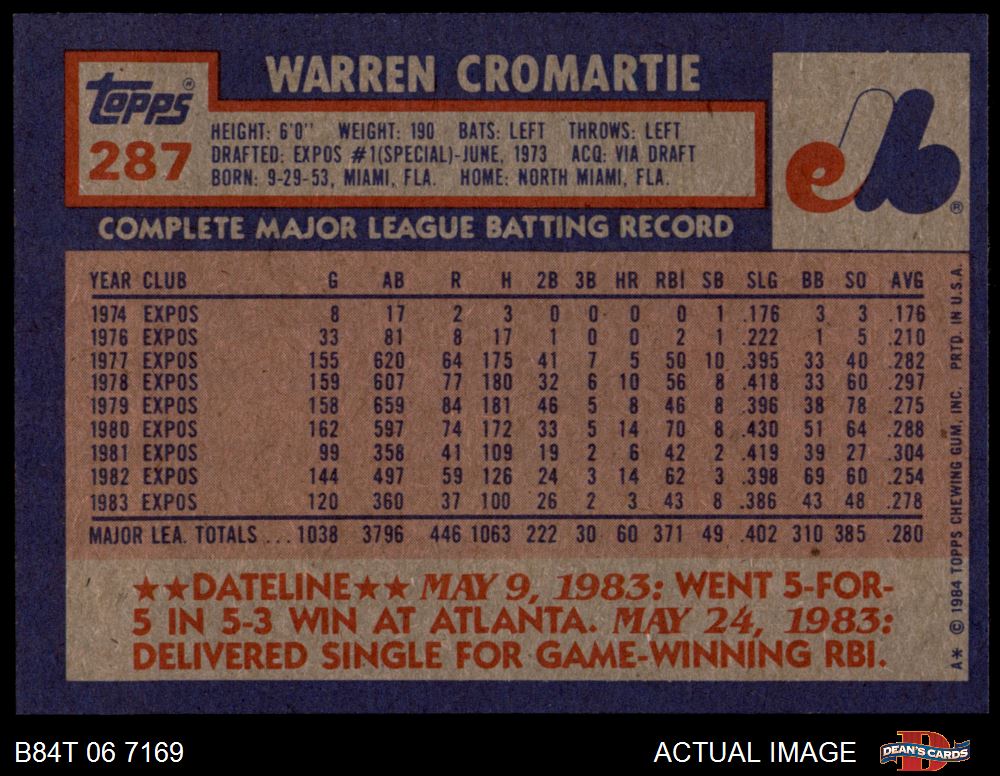 WARREN CROMARTIE
Topps®
287
HEIGHT: 6'0" WEIGHT: 190 BATS: LEFT THROWS: LEFT
DRAFTED: EXPOS #1(SPECIAL)-JUNE, 1973 ACQ: VIA DRAFT
BORN: 9-29-53, MIAMI, FLA. HOME: NORTH MIAMI, FLA.
eb
®
COMPLETE MAJOR LEAGUE BATTING RECORD
YEAR CLUB G AB R H 2B 3B HR RBI SB SLG BB SO AVG
1974 EXPOS 8 17 2 3 0 0 0 0 1 .176 3 3 .176
1976 EXPOS 33 81 8 17 1 0 0 2 1 .222 1 5 .210
1977 EXPOS 155 620 64 175 41 7 5 50 10 .395 33 40 .282
1978 EXPOS 159 607 77 180 32 6 10 56 8 .418 33 60 .297
1979 EXPOS 158 659 84 181 46 5 8 46 8 .396 38 78 .275
1980 EXPOS 162 597 74 172 33 5 14 70 8 .430 51 64 .288
1981 EXPOS 99 358 41 109 19 2 6 42 2 .419 39 27 .304
1982 EXPOS 144 497 59 126 24 3 14 62 3 .398 69 60 .254
1983 EXPOS 120 360 37 100 26 2 3 43 8 .386 43 48 .278
MAJOR LEA. TOTALS ... 1038 3796 446 1063 222 30 60 371 49 .402 310 385 .280
★★DATELINE★★ MAY 9, 1983: WENT 5-FOR-
5 IN 5-3 WIN AT ATLANTA. MAY 24, 1983:
DELIVERED SINGLE FOR GAME-WINNING RBI.
A* © 1984 TOPPS CHEWING GUM, INC. PRTD. IN U.S.A.
B84T 06 7169
ACTUAL IMAGE
D
DEAN'S CARDS